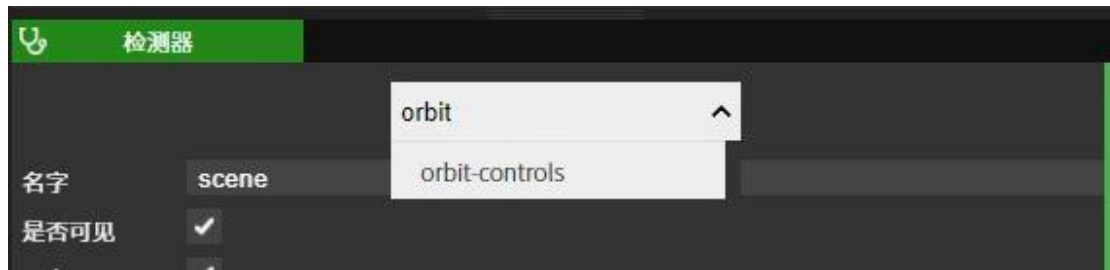 检测器
orbit
orbit-controls
名字 scene
是否可见